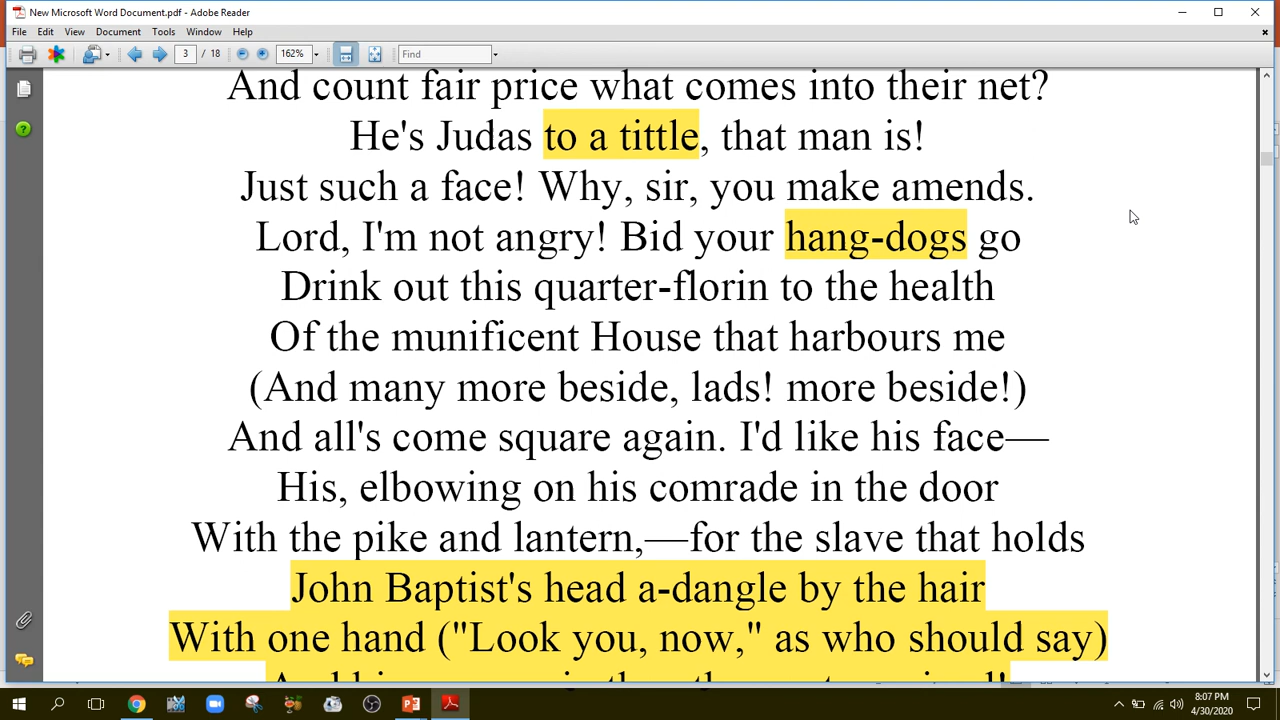 New Microsoft Word Document.pdf - Adobe Reader
File Edit View Document Tools Window Help
3 / 18 162% Find
And count fair price what comes into their net?
He's Judas to a tittle, that man is!
Just such a face! Why, sir, you make amends.
Lord, I'm not angry! Bid your hang-dogs go
Drink out this quarter-florin to the health
Of the munificent House that harbours me
(And many more beside, lads! more beside!)
And all's come square again. I'd like his face—
His, elbowing on his comrade in the door
With the pike and lantern,—for the slave that holds
John Baptist's head a-dangle by the hair
With one hand ("Look you, now," as who should say)
8:07 PM
4/30/2020